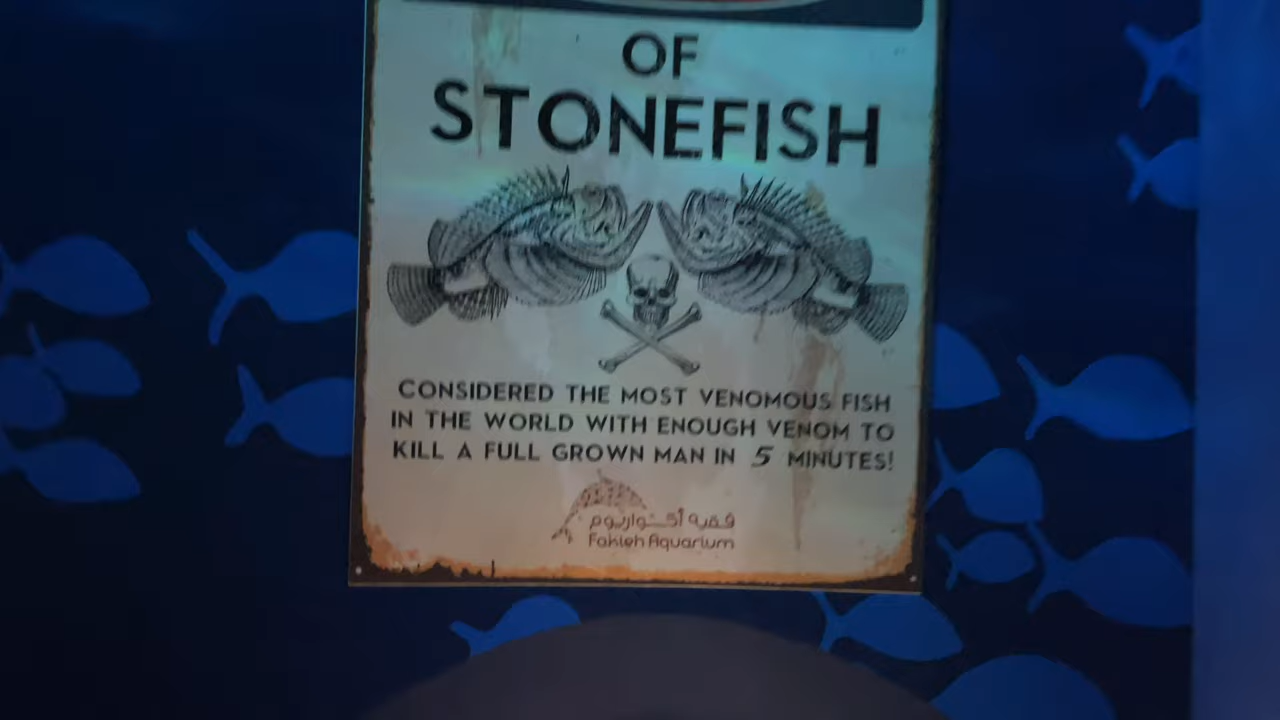 OF
STONEFISH
CONSIDERED THE MOST VENOMOUS FISH
IN THE WORLD WITH ENOUGH VENOM TO
KILL A FULL GROWN MAN IN 5 MINUTES!
فقيه أكواريوم
Fakieh Aquarium